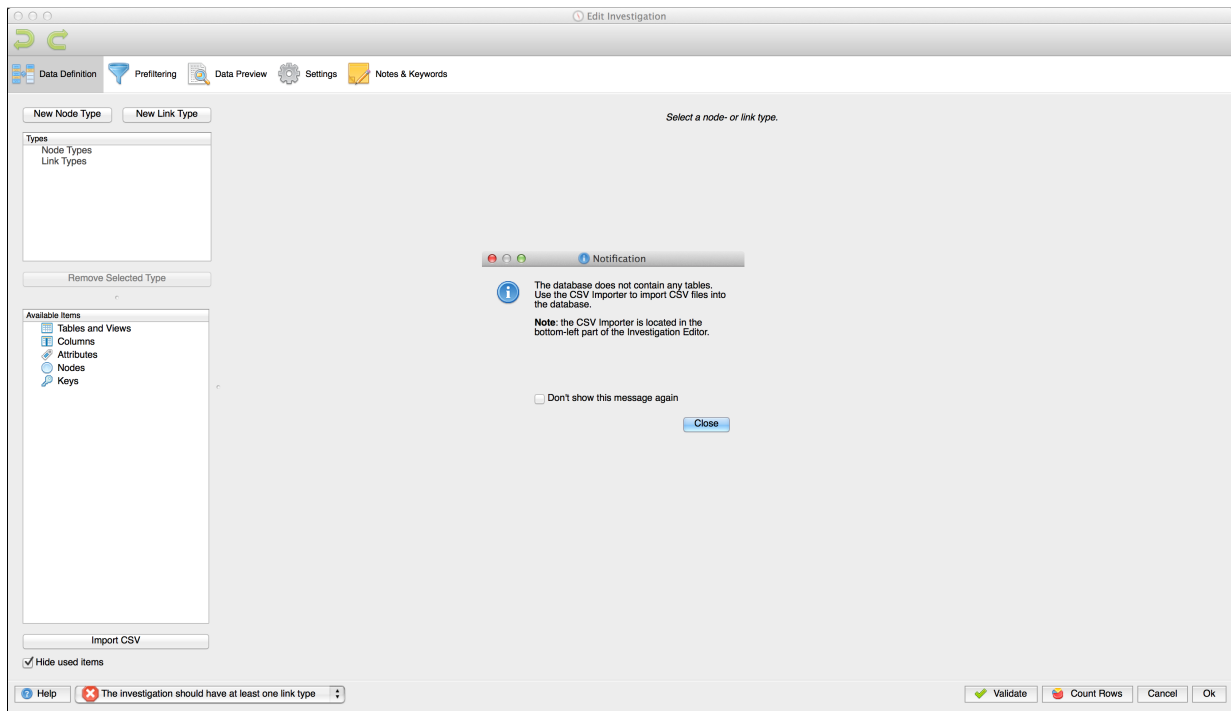 Edit Investigation
Data Definition
Prefiltering
Data Preview
Settings
Notes & Keywords
New Node Type
New Link Type
Select a node- or link type.
Types
Node Types
Link Types
Remove Selected Type
Notification
The database does not contain any tables.
Use the CSV Importer to import CSV files into
the database.
Note: the CSV Importer is located in the
bottom-left part of the Investigation Editor.
Don't show this message again
Close
Available Items
Tables and Views
Columns
Attributes
Nodes
Keys
Import CSV
Hide used items
Help
The investigation should have at least one link type
Validate
Count Rows
Cancel
Ok